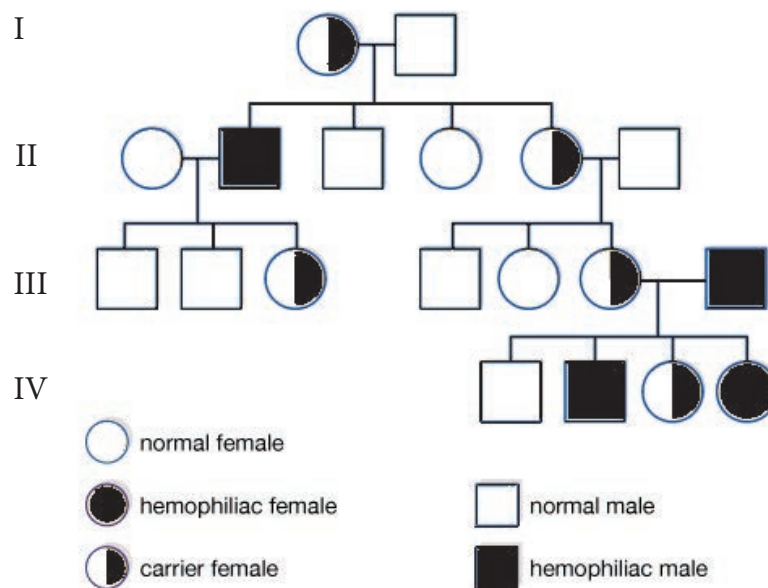 I
II
III
IV
normal female
hemophiliac female
normal male
carrier female
hemophiliac male